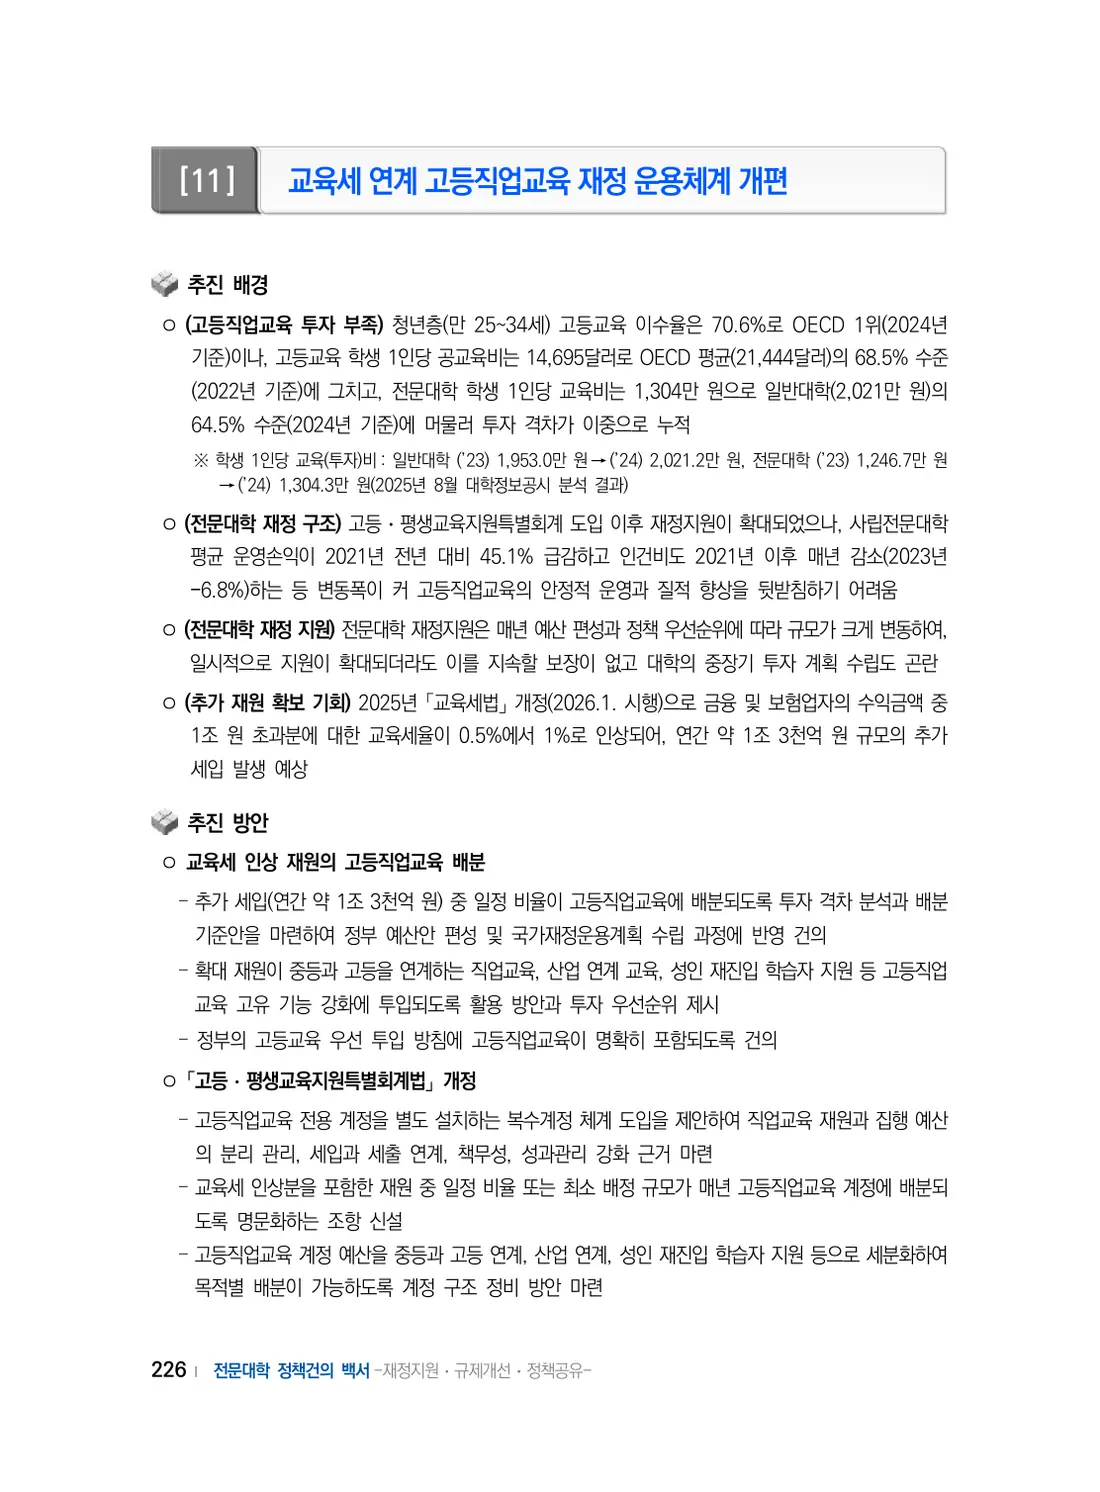 [11] 교육세 연계 고등직업교육 재정 운용체계 개편
추진 배경
○ (고등직업교육 투자 부족) 청년층(만 25~34세) 고등교육 이수율은 70.6%로 OECD 1위(2024년
기준)이나, 고등교육 학생 1인당 공교육비는 14,695달러로 OECD 평균(21,444달러)의 68.5% 수준
(2022년 기준)에 그치고, 전문대학 학생 1인당 교육비는 1,304만 원으로 일반대학(2,021만 원)의
64.5% 수준(2024년 기준)에 머물러 투자 격차가 이중으로 누적
※ 학생 1인당 교육(투자)비 : 일반대학 (’23) 1,953.0만 원→(’24) 2,021.2만 원, 전문대학 (’23) 1,246.7만 원
→(’24) 1,304.3만 원(2025년 8월 대학정보공시 분석 결과)
○ (전문대학 재정 구조) 고등·평생교육지원특별회계 도입 이후 재정지원이 확대되었으나, 사립전문대학
평균 운영손익이 2021년 전년 대비 45.1% 급감하고 인건비도 2021년 이후 매년 감소(2023년
-6.8%)하는 등 변동폭이 커 고등직업교육의 안정적 운영과 질적 향상을 뒷받침하기 어려움
○ (전문대학 재정 지원) 전문대학 재정지원은 매년 예산 편성과 정책 우선순위에 따라 규모가 크게 변동하여,
일시적으로 지원이 확대되더라도 이를 지속할 보장이 없고 대학의 중장기 투자 계획 수립도 곤란
○ (추가 재원 확보 기회) 2025년 「교육세법」 개정(2026.1. 시행)으로 금융 및 보험업자의 수익금액 중
1조 원 초과분에 대한 교육세율이 0.5%에서 1%로 인상되어, 연간 약 1조 3천억 원 규모의 추가
세입 발생 예상
추진 방안
○ 교육세 인상 재원의 고등직업교육 배분
- 추가 세입(연간 약 1조 3천억 원) 중 일정 비율이 고등직업교육에 배분되도록 투자 격차 분석과 배분
기준안을 마련하여 정부 예산안 편성 및 국가재정운용계획 수립 과정에 반영 건의
- 확대 재원이 중등과 고등을 연계하는 직업교육, 산업 연계 교육, 성인 재진입 학습자 지원 등 고등직업
교육 고유 기능 강화에 투입되도록 활용 방안과 투자 우선순위 제시
- 정부의 고등교육 우선 투입 방침에 고등직업교육이 명확히 포함되도록 건의
○ 「고등·평생교육지원특별회계법」 개정
- 고등직업교육 전용 계정을 별도 설치하는 복수계정 체계 도입을 제안하여 직업교육 재원과 집행 예산
의 분리 관리, 세입과 세출 연계, 책무성, 성과관리 강화 근거 마련
- 교육세 인상분을 포함한 재원 중 일정 비율 또는 최소 배정 규모가 매년 고등직업교육 계정에 배분되
도록 명문화하는 조항 신설
- 고등직업교육 계정 예산을 중등과 고등 연계, 산업 연계, 성인 재진입 학습자 지원 등으로 세분화하여
목적별 배분이 가능하도록 계정 구조 정비 방안 마련
226 | 전문대학 정책건의 백서 -재정지원·규제개선·정책공유-